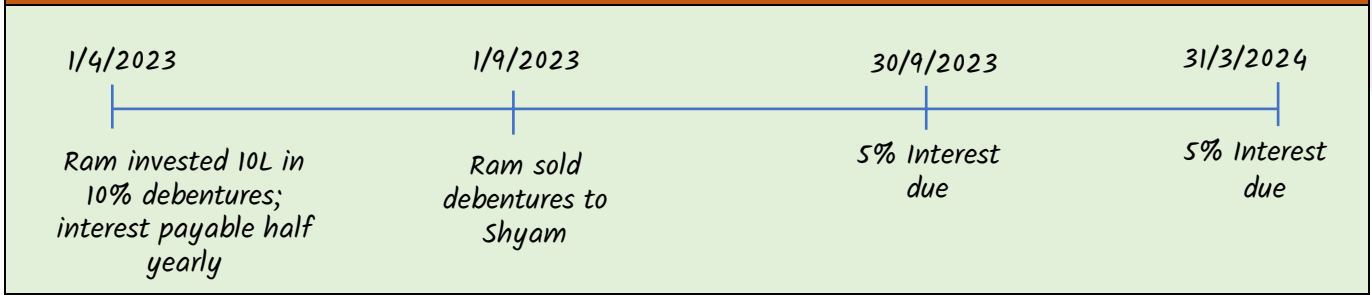 1/4/2023
1/9/2023
30/9/2023
31/3/2024
Ram invested 10L in
10% debentures;
interest payable half
yearly
Ram sold
debentures to
Shyam
5% Interest
due
5% Interest
due